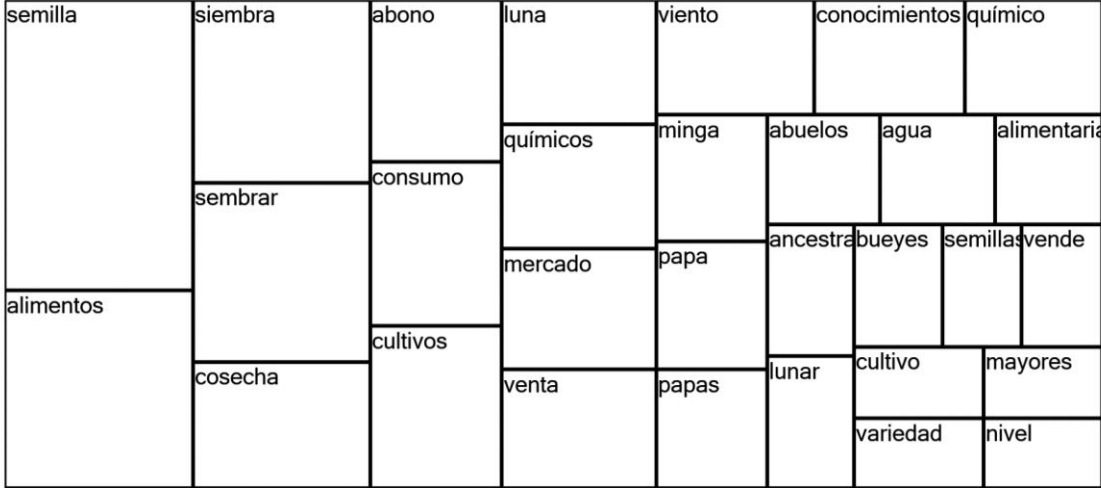 semilla
alimentos
siembra
sembrar
cosecha
abono
consumo
cultivos
luna
químicos
mercado
venta
viento
conocimientos
químico
minga
papa
papas
abuelos
agua
alimentaria
ancestra
lunar
bueyes
semillas
vende
cultivo
mayores
variedad
nivel